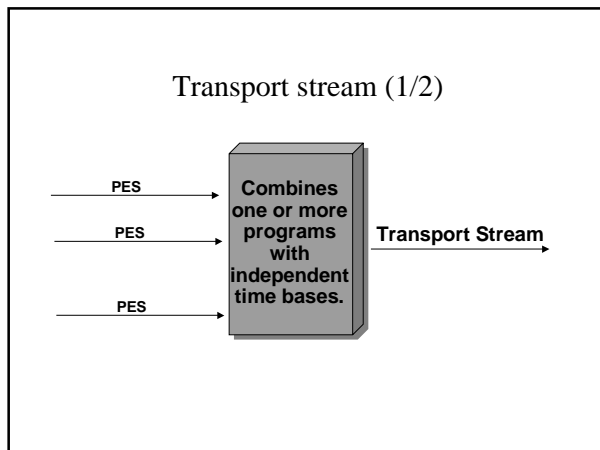 Transport stream (1/2)
PES
PES
PES
Combines
one or more
programs
with
independent
time bases.
Transport Stream